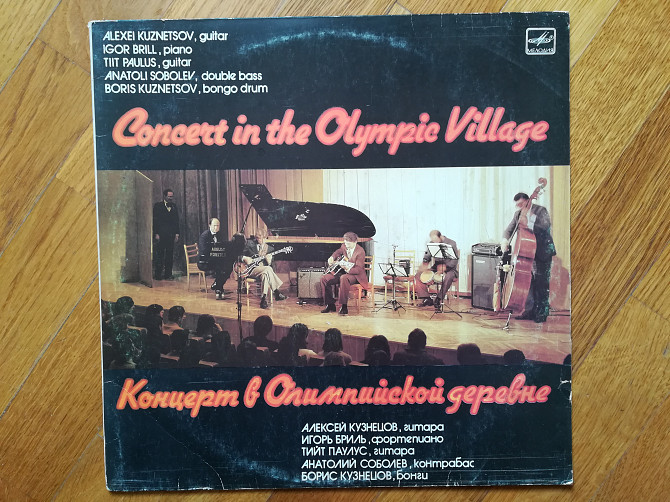 ALEXEI KUZNETSOV, guitar
IGOR BRILL, piano
TIIT PAULUS, guitar
ANATOLI SOBOLEV, double bass
BORIS KUZNETSOV, bongo drum
МЕЛОДИЯ
Concert in the Olympic Village
Концерт в Олимпийской деревне
АЛЕКСЕЙ КУЗНЕЦОВ, гитара
ИГОРЬ БРИЛЬ, фортепиано
ТИЙТ ПАУЛУС, гитара
АНАТОЛИЙ СОБОЛЕВ, контрабас
БОРИС КУЗНЕЦОВ, бонги